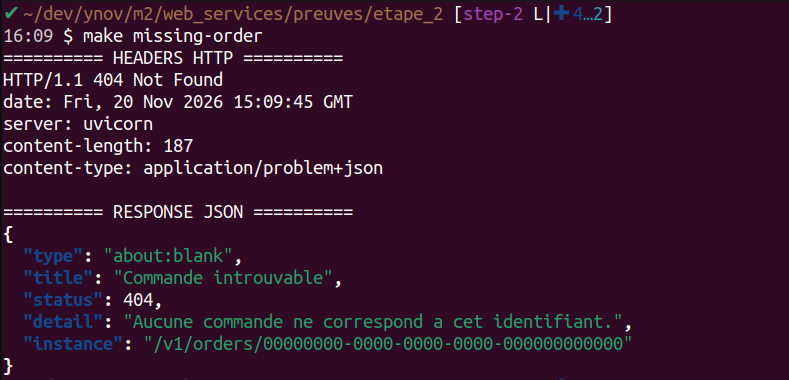 ✔ ~/dev/ynov/m2/web_services/preuves/etape_2 [step-2 L|✚ 4…2]
16:09 $ make missing-order
========== HEADERS HTTP ==========
HTTP/1.1 404 Not Found
date: Fri, 20 Nov 2026 15:09:45 GMT
server: uvicorn
content-length: 187
content-type: application/problem+json
========== RESPONSE JSON ==========
{
  "type": "about:blank",
  "title": "Commande introuvable",
  "status": 404,
  "detail": "Aucune commande ne correspond a cet identifiant.",
  "instance": "/v1/orders/00000000-0000-0000-0000-000000000000"
}